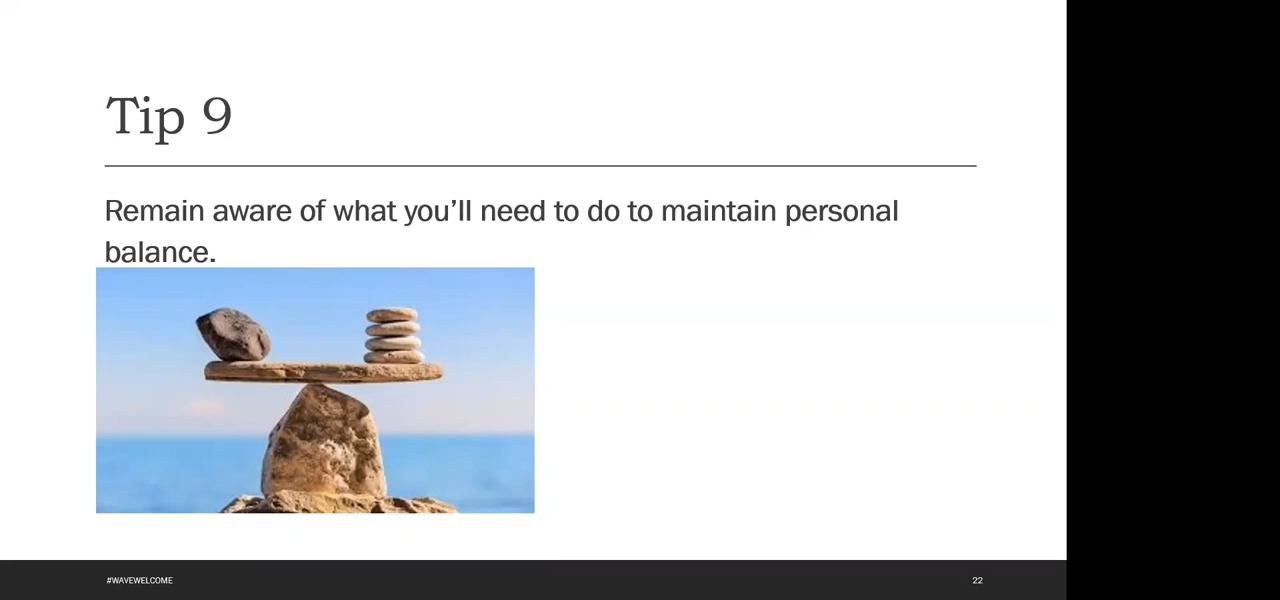 Tip 9
Remain aware of what you’ll need to do to maintain personal
balance.
#WAVEWELCOME
22